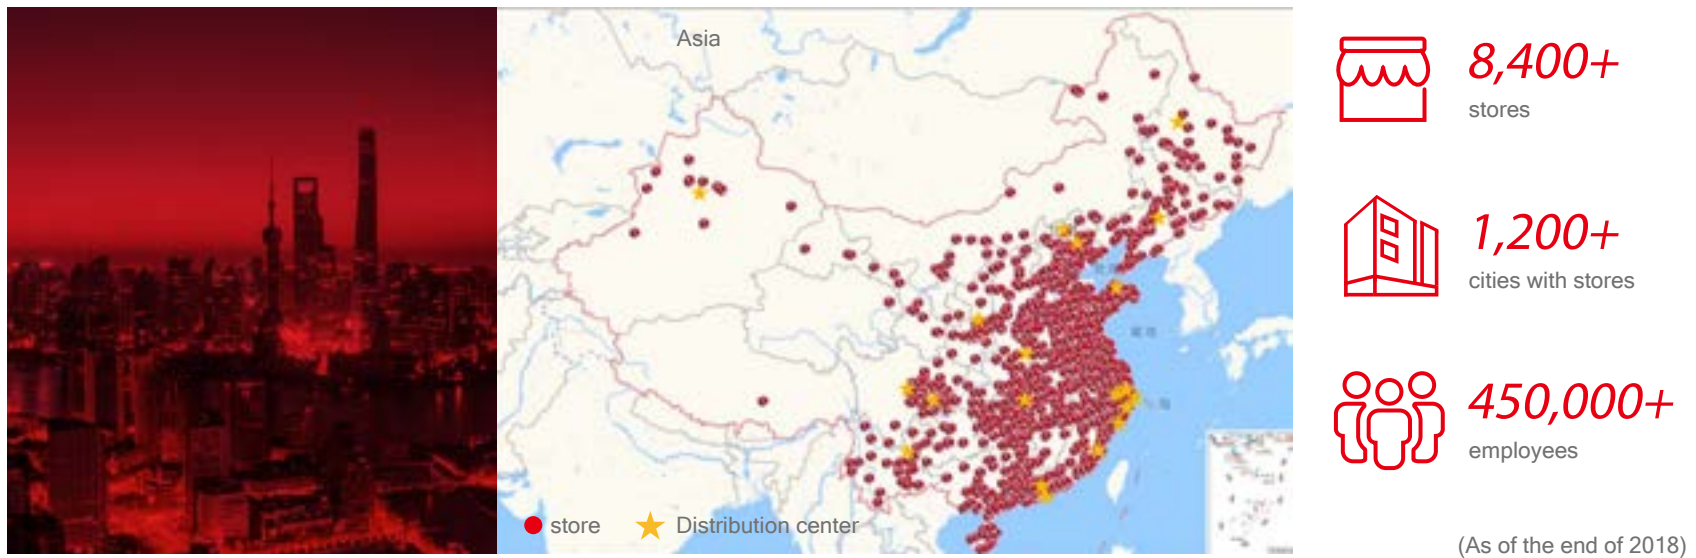 Asia
store
Distribution center
8,400+
stores
1,200+
cities with stores
450,000+
employees
(As of the end of 2018)